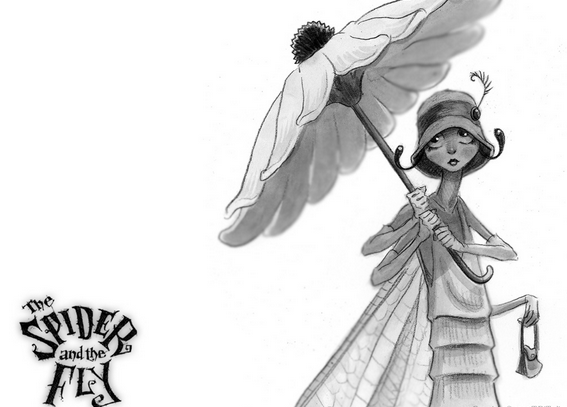 The
SPIDER
and the
FLY